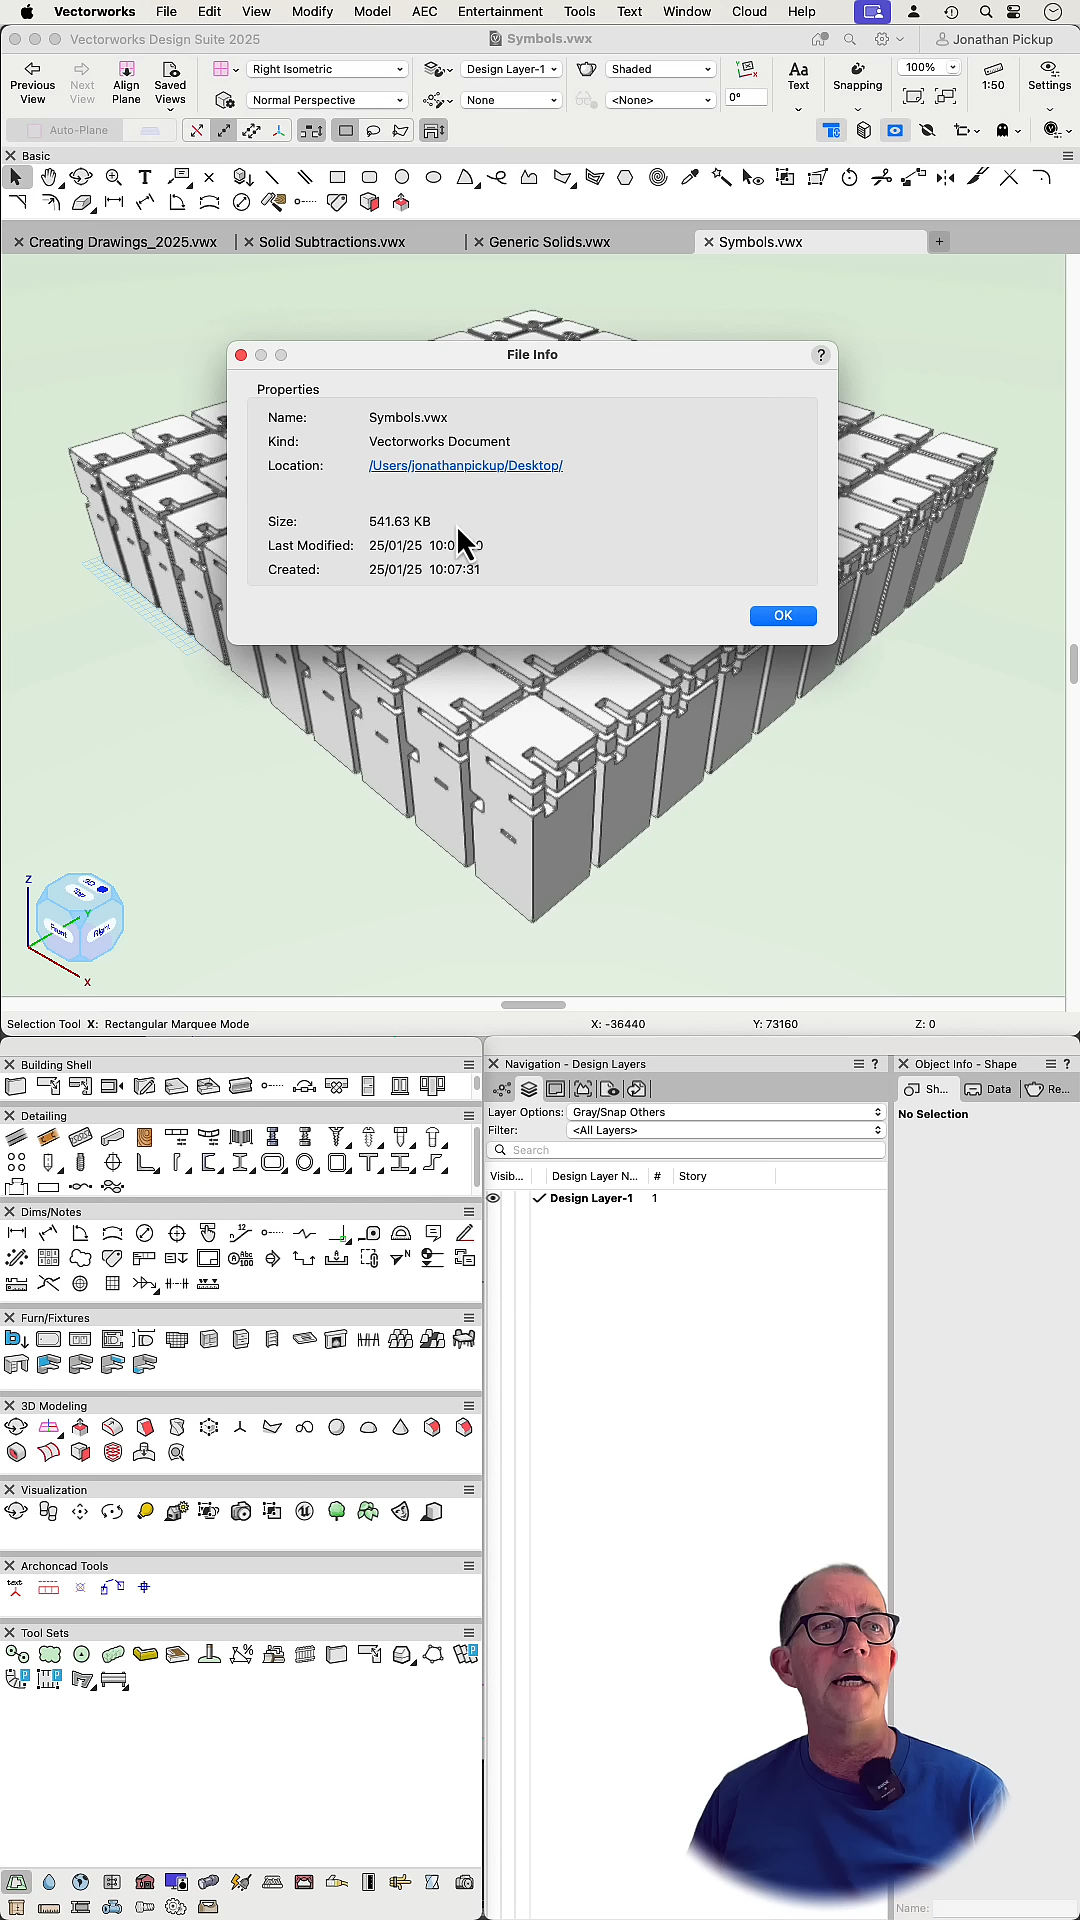 Vectorworks File Edit View Modify Model AEC Entertainment Tools Text Window Cloud Help
Vectorworks Design Suite 2025 Symbols.vwx Jonathan Pickup
Previous View
Next View
Align Plane
Saved Views
Right Isometric
Normal Perspective
Design Layer-1
None
Shaded
<None>
0°
Text
Snapping
100%
1:50
Settings
Auto-Plane
Basic
Creating Drawings_2025.vwx Solid Subtractions.vwx Generic Solids.vwx Symbols.vwx
File Info
?
Properties
Name: Symbols.vwx
Kind: Vectorworks Document
Location: /Users/jonathanpickup/Desktop/
Size: 541.63 KB
Last Modified: 25/01/25
Created: 25/01/25 10:07:31
OK
Z
Top
Y
Front
Right
X
Selection Tool X: Rectangular Marquee Mode X: -36440 Y: 73160 Z: 0
Building Shell
Detailing
Dims/Notes
Furn/Fixtures
3D Modeling
Visualization
Archoncad Tools
text
Tool Sets
Navigation - Design Layers ?
Layer Options: Gray/Snap Others
Filter: <All Layers>
Search
Visib... Design Layer N... # Story
Design Layer-1 1
Object Info - Shape ?
Sh... Data Re...
No Selection
Name: